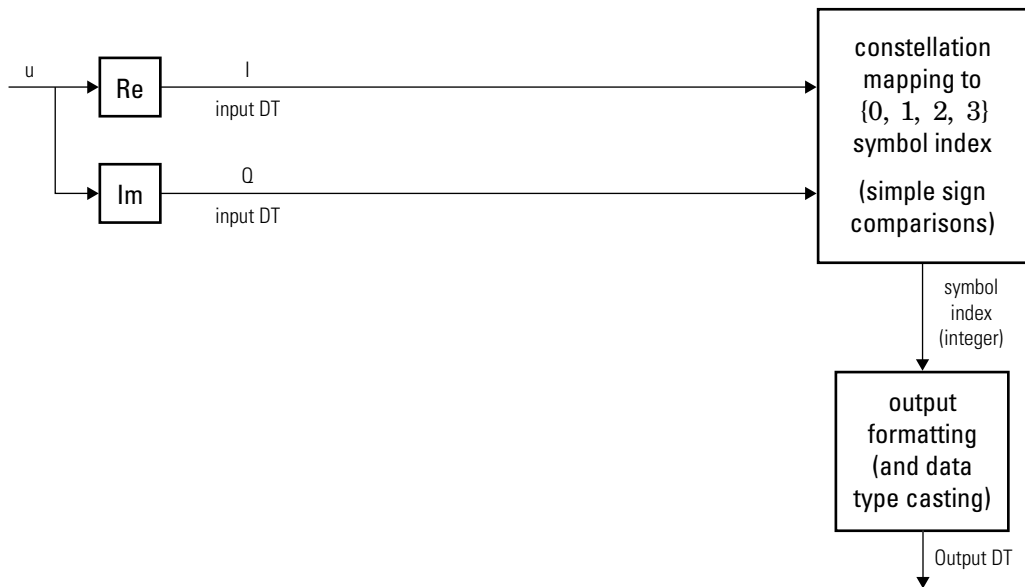 u
Re
I
input DT
Im
Q
input DT
constellation
mapping to
{0, 1, 2, 3}
symbol index
(simple sign
comparisons)
symbol
index
(integer)
output
formatting
(and data
type casting)
Output DT